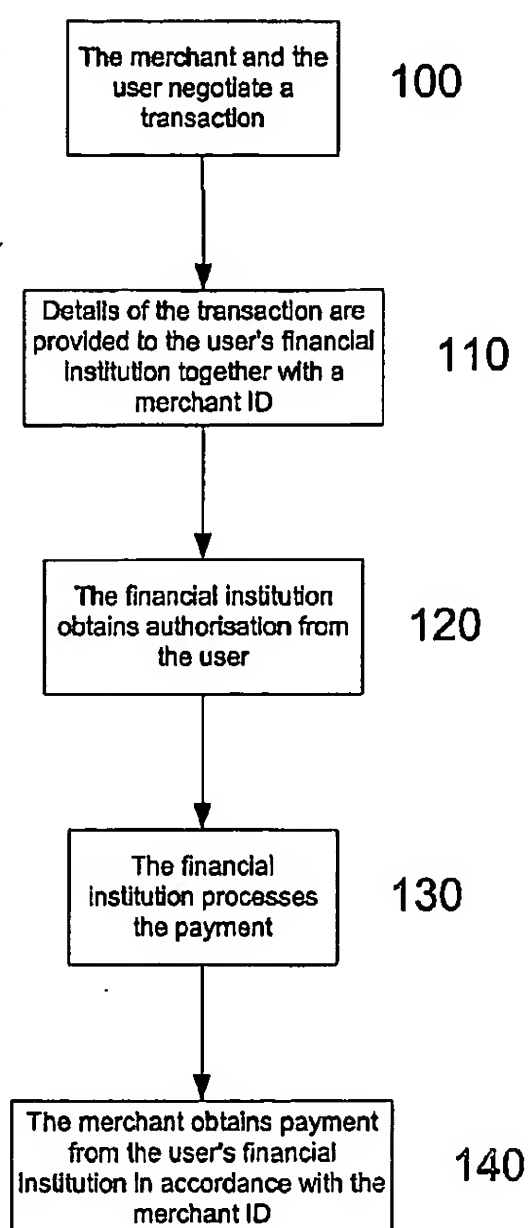 The merchant and the
user negotiate a
transaction
100
Details of the transaction are
provided to the user's financial
institution together with a
merchant ID
110
The financial institution
obtains authorisation from
the user
120
The financial
institution processes
the payment
130
The merchant obtains payment
from the user's financial
institution in accordance with the
merchant ID
140